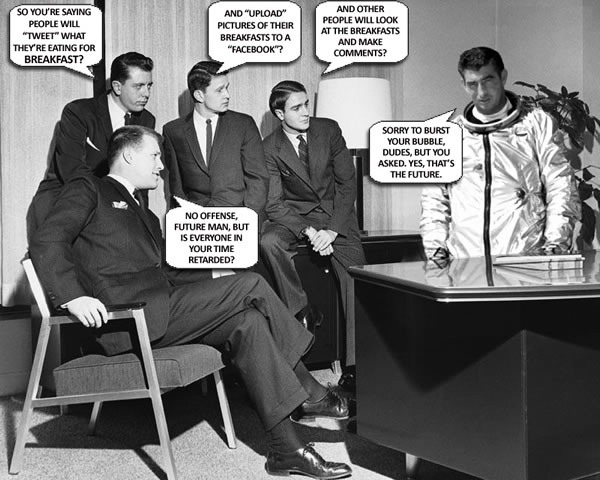 SO YOU'RE SAYING
PEOPLE WILL
"TWEET" WHAT
THEY'RE EATING FOR
BREAKFAST?
AND "UPLOAD"
PICTURES OF THEIR
BREAKFASTS TO A
"FACEBOOK"?
AND OTHER
PEOPLE WILL LOOK
AT THE BREAKFASTS
AND MAKE
COMMENTS?
SORRY TO BURST
YOUR BUBBLE,
DUDES, BUT YOU
ASKED. YES, THAT'S
THE FUTURE.
NO OFFENSE,
FUTURE MAN, BUT
IS EVERYONE IN
YOUR TIME
RETARDED?